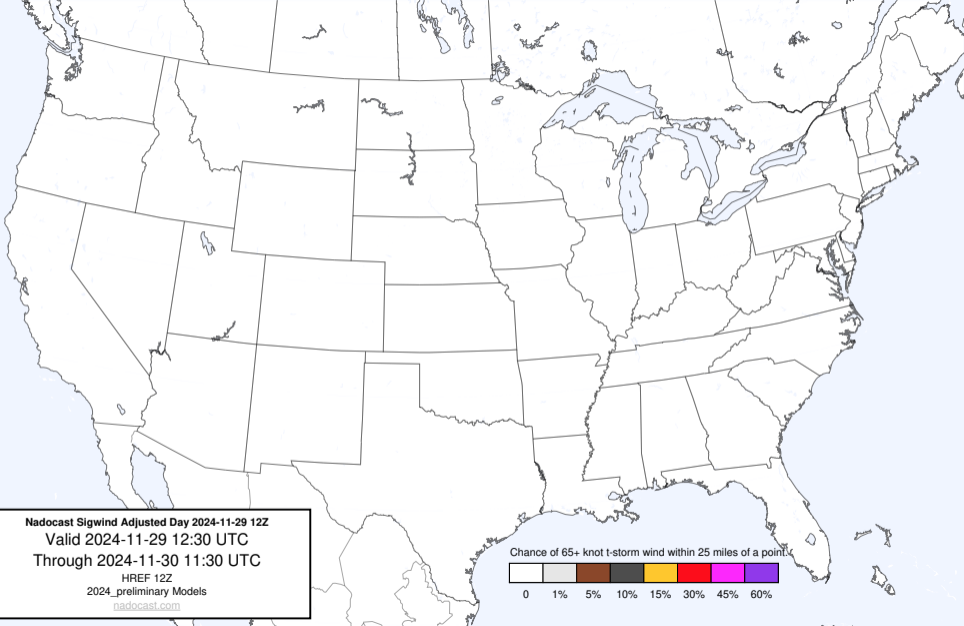 Nadocast Sigwind Adjusted Day 2024-11-29 12Z
Valid 2024-11-29 12:30 UTC
Through 2024-11-30 11:30 UTC
HREF 12Z
2024_preliminary Models
nadocast.com
Chance of 65+ knot t-storm wind within 25 miles of a point.
0 1% 5% 10% 15% 30% 45% 60%